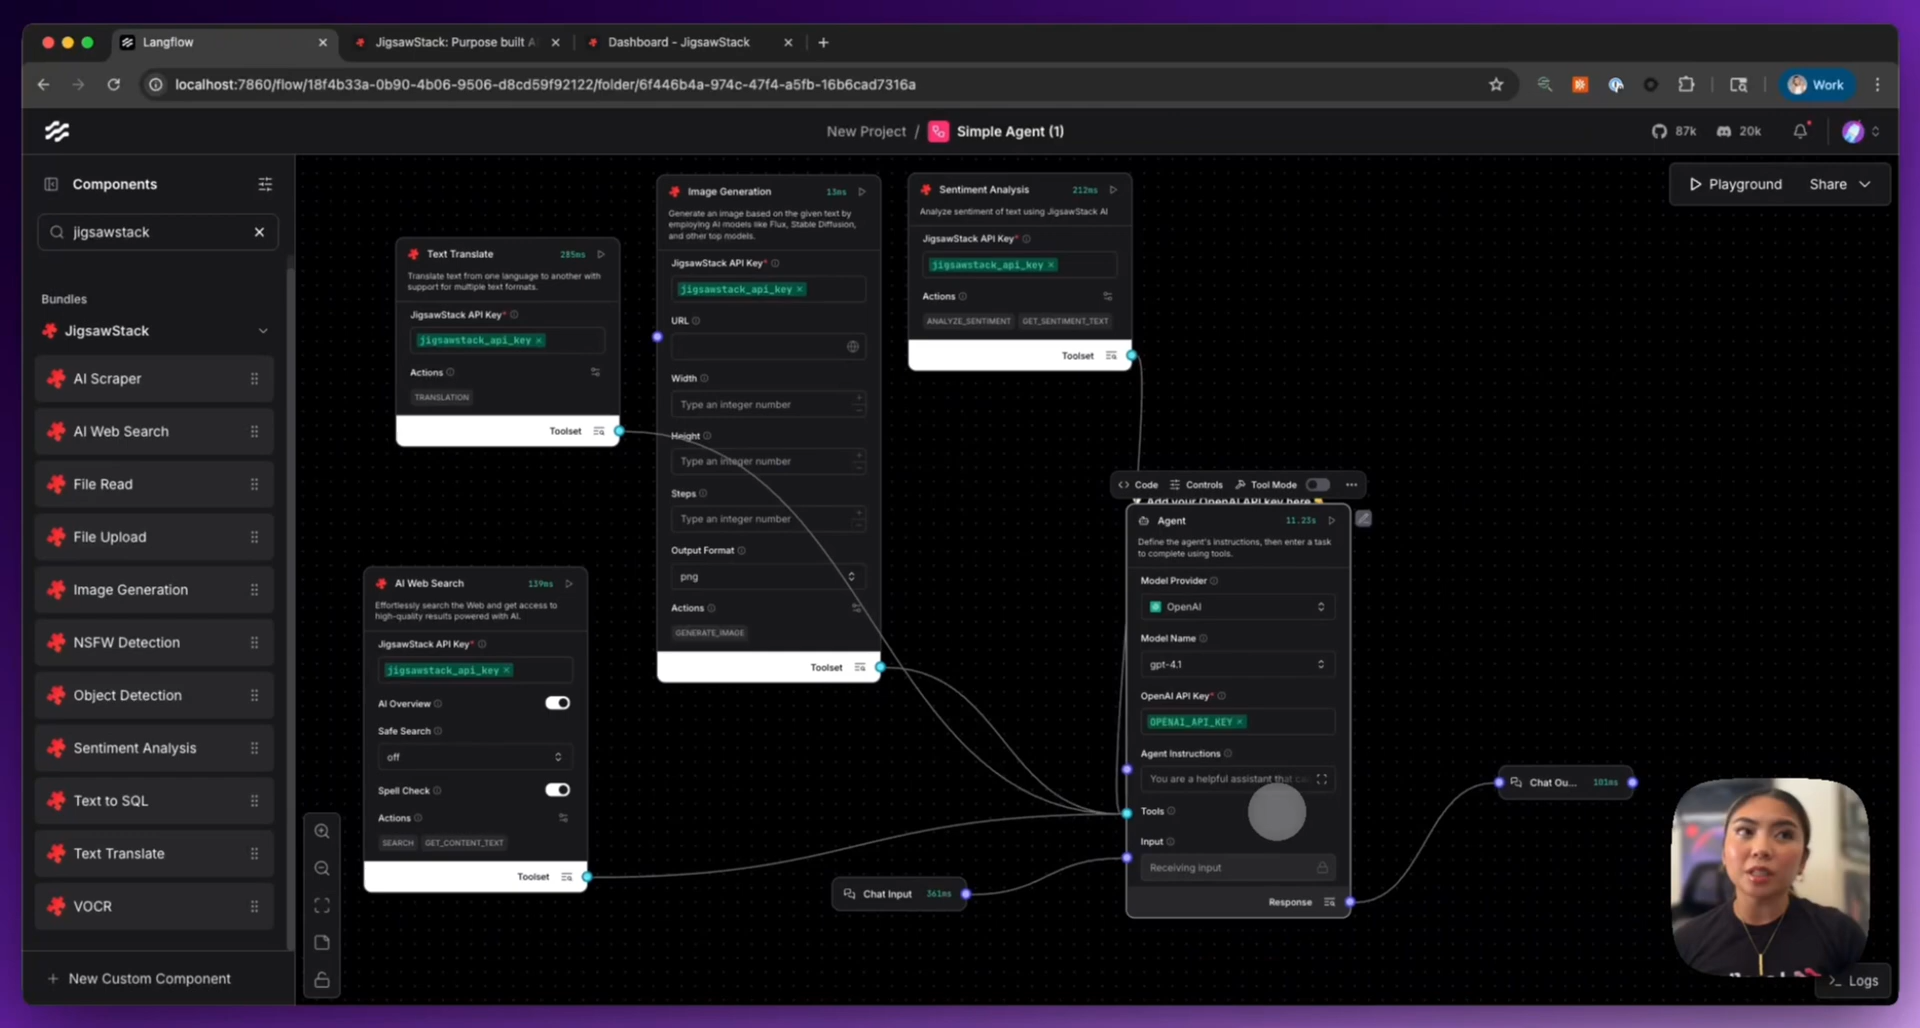 Langflow
JigsawStack: Purpose built A
Dashboard - JigsawStack
localhost:7860/flow/18f4b33a-0b90-4b06-9506-d8cd59f92122/folder/6f446b4a-974c-47f4-a5fb-16b6cad7316a
Work
New Project / Simple Agent (1)
87k
20k
Components
jigsawstack
Bundles
JigsawStack
AI Scraper
AI Web Search
File Read
File Upload
Image Generation
NSFW Detection
Object Detection
Sentiment Analysis
Text to SQL
Text Translate
VOCR
New Custom Component
Playground
Share
Text Translate 285ms
Translate text from one language to another with
support for multiple text formats.
JigsawStack API Key*
jigsawstack_api_key ×
Actions
TRANSLATION
Toolset
AI Web Search 139ms
Effortlessly search the Web and get access to
high-quality results powered with AI.
JigsawStack API Key*
jigsawstack_api_key ×
AI Overview
Safe Search
off
Spell Check
Actions
SEARCH GET_CONTENT_TEXT
Toolset
Image Generation 13ms
Generate an image based on the given text by
employing AI models like Flux, Stable Diffusion,
and other top models.
JigsawStack API Key*
jigsawstack_api_key ×
URL
Width
Type an integer number
Height
Type an integer number
Steps
Type an integer number
Output Format
png
Actions
GENERATE_IMAGE
Toolset
Sentiment Analysis 212ms
Analyze sentiment of text using JigsawStack AI
JigsawStack API Key*
jigsawstack_api_key ×
Actions
ANALYZE_SENTIMENT GET_SENTIMENT_TEXT
Toolset
Code Controls Tool Mode
Add your OpenAI API key here
Agent 11.23s
Define the agent's instructions, then enter a task
to complete using tools.
Model Provider
OpenAI
Model Name
gpt-4.1
OpenAI API Key*
OPENAI_API_KEY ×
Agent Instructions
You are a helpful assistant that ca
Tools
Input
Receiving input
Response
Chat Input 361ms
Chat Ou... 101ms
Logs